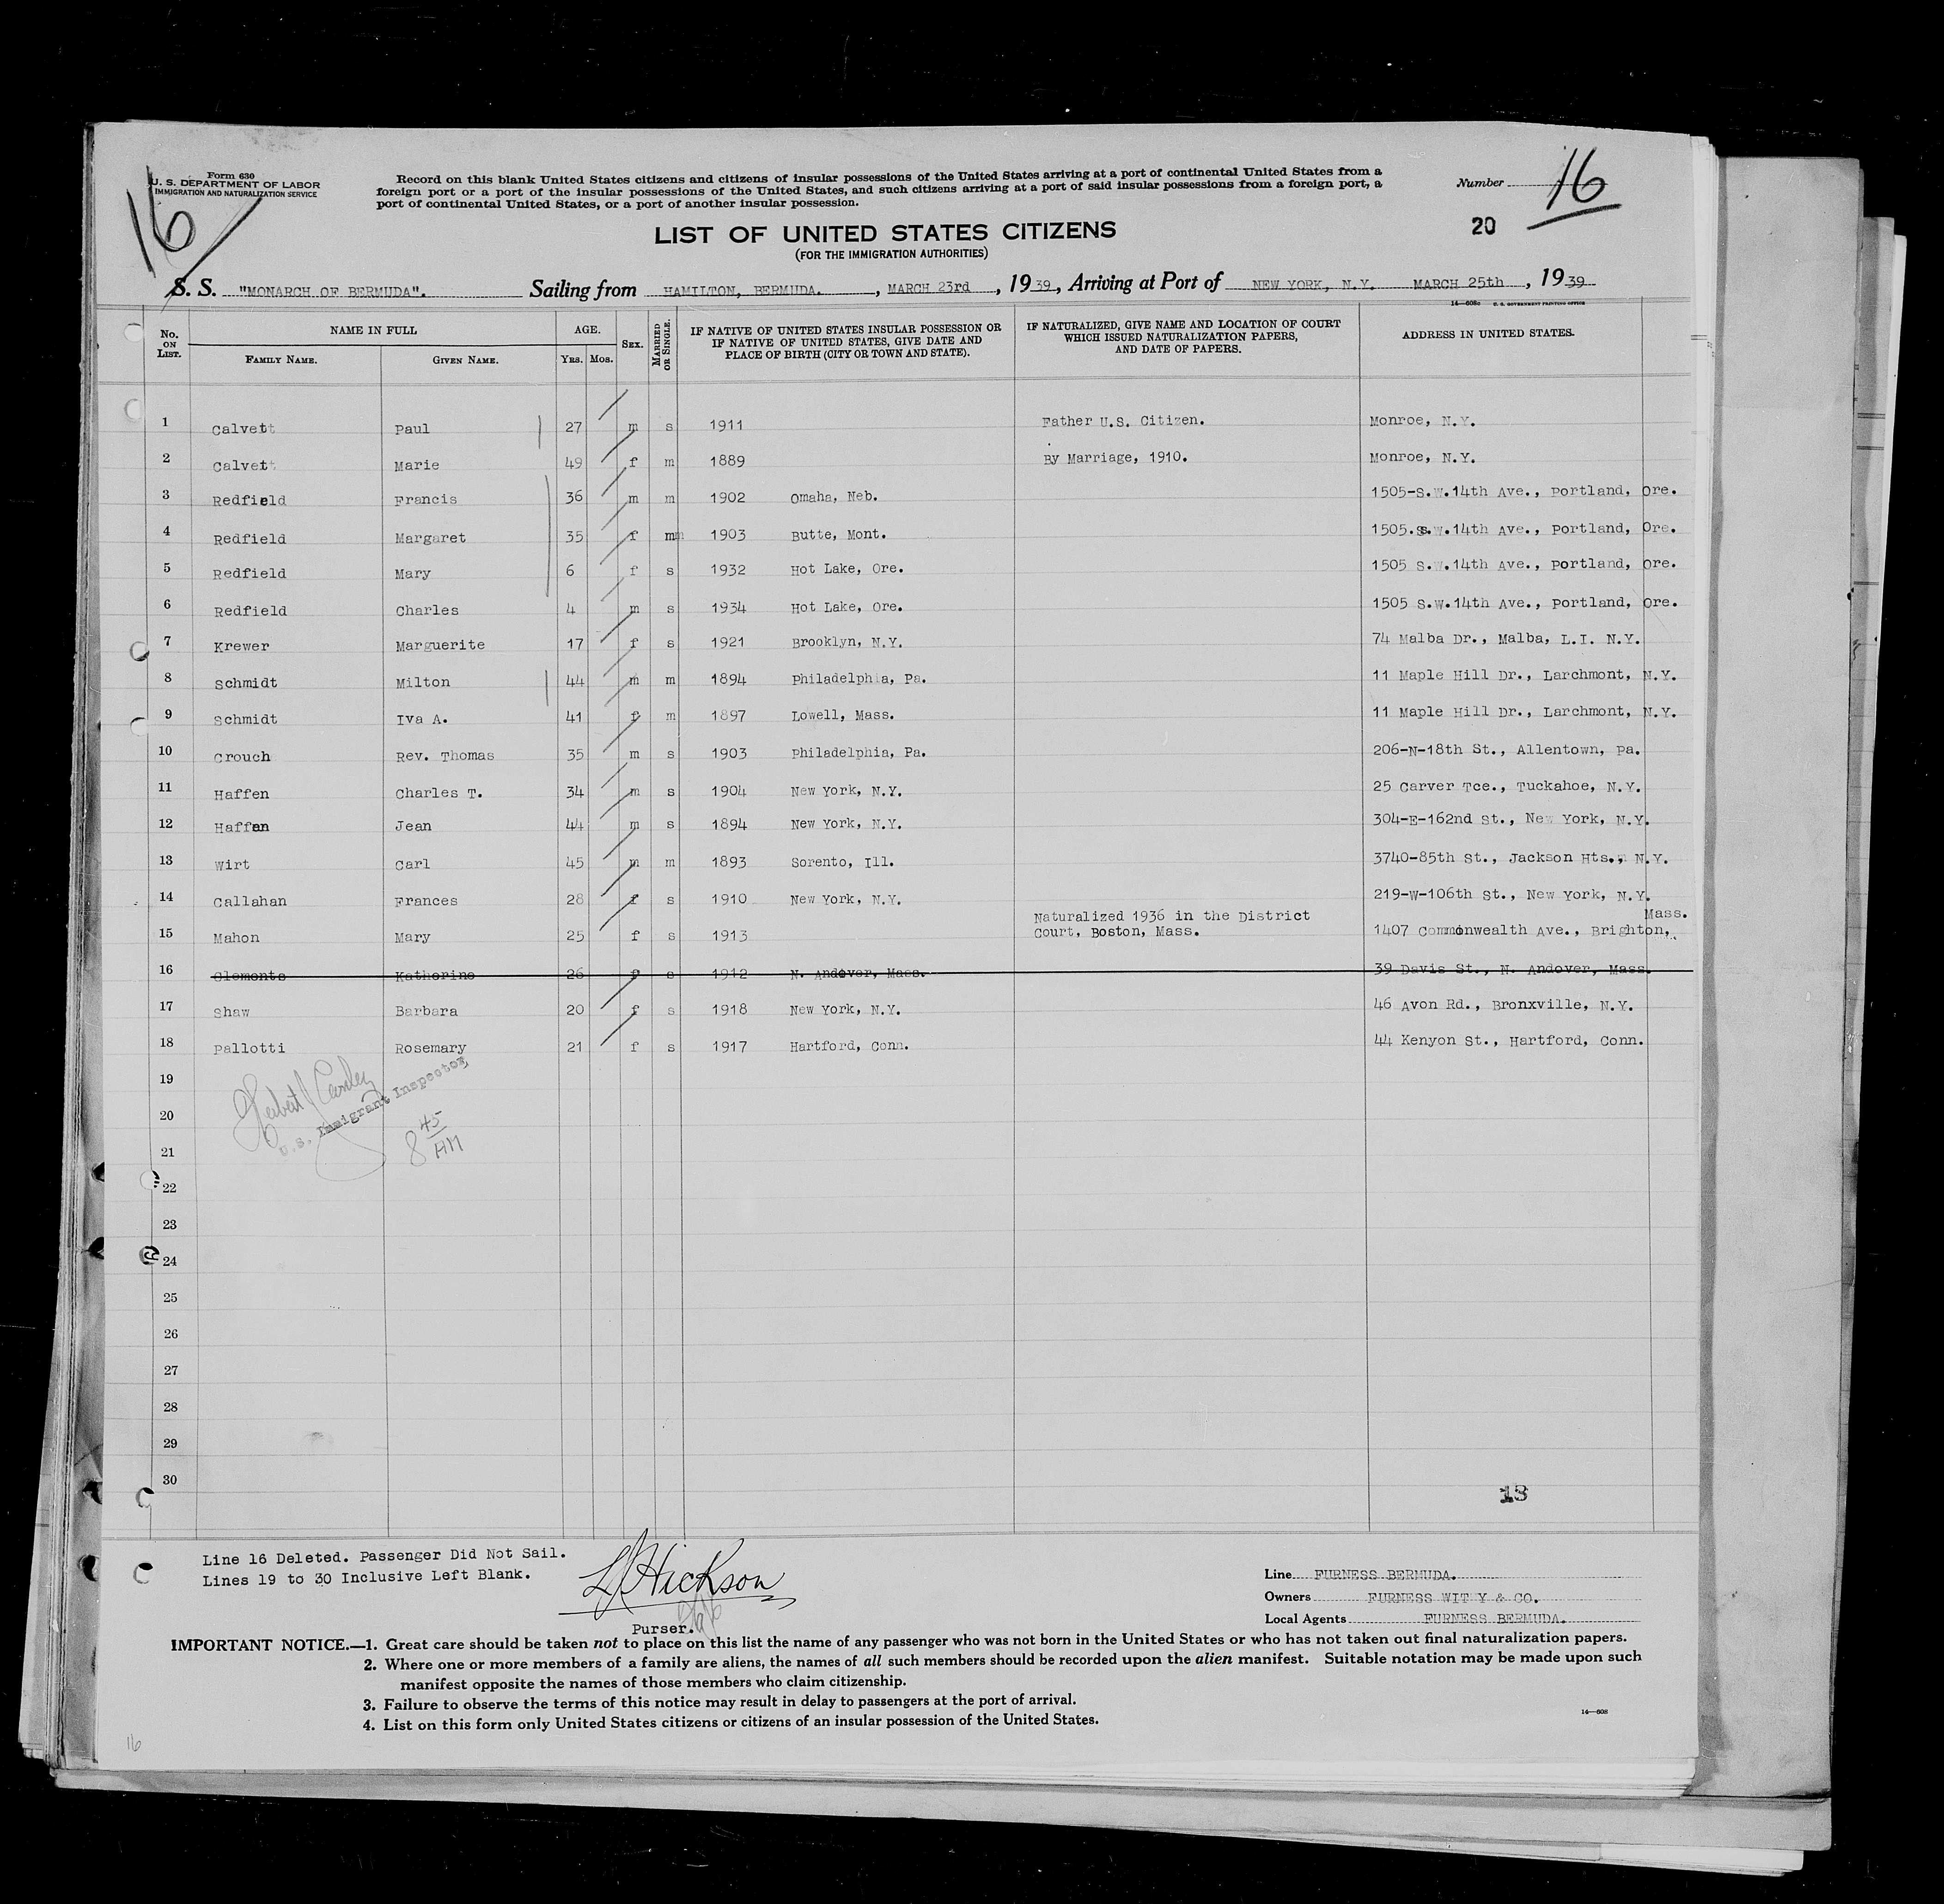 Form 630
U. S. DEPARTMENT OF LABOR
IMMIGRATION AND NATURALIZATION SERVICE
16
Record on this blank United States citizens and citizens of insular possessions of the United States arriving at a port of continental United States from a
foreign port or a port of the insular possessions of the United States, and such citizens arriving at a port of said insular possessions from a foreign port, a
port of continental United States, or a port of another insular possession.
Number 16
20
LIST OF UNITED STATES CITIZENS
(FOR THE IMMIGRATION AUTHORITIES)
S. S. "MONARCH OF BERMUDA". Sailing from HAMILTON, BERMUDA. , MARCH 23rd , 1939, Arriving at Port of NEW YORK, N.Y. MARCH 25th , 1939
14—608c U. S. GOVERNMENT PRINTING OFFICE
No. ON LIST. NAME IN FULL FAMILY NAME. GIVEN NAME. AGE. YRS. MOS. SEX. MARRIED OR SINGLE. IF NATIVE OF UNITED STATES INSULAR POSSESSION OR IF NATIVE OF UNITED STATES, GIVE DATE AND PLACE OF BIRTH (CITY OR TOWN AND STATE). IF NATURALIZED, GIVE NAME AND LOCATION OF COURT WHICH ISSUED NATURALIZATION PAPERS, AND DATE OF PAPERS. ADDRESS IN UNITED STATES.
1 Calvett Paul 27 m s 1911 Father U.S. Citizen. Monroe, N.Y.
2 Calvett Marie 49 f m 1889 By Marriage, 1910. Monroe, N.Y.
3 Redfield Francis 36 m m 1902 Omaha, Neb. 1505-S.W.14th Ave., Portland, Ore.
4 Redfield Margaret 35 f m 1903 Butte, Mont. 1505.S.W.14th Ave., Portland, Ore.
5 Redfield Mary 6 f s 1932 Hot Lake, Ore. 1505 S.W.14th Ave., Portland, Ore.
6 Redfield Charles 4 m s 1934 Hot Lake, Ore. 1505 S.W.14th Ave., Portland, Ore.
7 Krewer Marguerite 17 f s 1921 Brooklyn, N.Y. 74 Malba Dr., Malba, L.I. N.Y.
8 Schmidt Milton 44 m m 1894 Philadelphia, Pa. 11 Maple Hill Dr., Larchmont, N.Y.
9 Schmidt Iva A. 41 f m 1897 Lowell, Mass. 11 Maple Hill Dr., Larchmont, N.Y.
10 Crouch Rev. Thomas 35 m s 1903 Philadelphia, Pa. 206-N-18th St., Allentown, Pa.
11 Haffen Charles T. 34 m s 1904 New York, N.Y. 25 Carver Tce., Tuckahoe, N.Y.
12 Haffen Jean 44 m s 1894 New York, N.Y. 304-E-162nd St., New York, N.Y.
13 Wirt Carl 45 m m 1893 Sorento, Ill. 3740-85th St., Jackson Hts., N.Y.
14 Callahan Frances 28 f s 1910 New York, N.Y. 219-W-106th St., New York, N.Y.
Naturalized 1936 in the District Mass.
15 Mahon Mary 25 f s 1913 Court, Boston, Mass. 1407 Commonwealth Ave., Brighton,
16 Clements Katherine 26 f s 1912 N. Andover, Mass. 39 Davis St., N. Andover, Mass.
17 Shaw Barbara 20 f s 1918 New York, N.Y. 46 Avon Rd., Bronxville, N.Y.
18 Pallotti Rosemary 21 f s 1917 Hartford, Conn. 44 Kenyon St., Hartford, Conn.
19
20
U.S. Immigrant Inspector
8 45 AM
21
22
23
24
25
26
27
28
29
30
18
Line 16 Deleted. Passenger Did Not Sail.
Lines 19 to 30 Inclusive Left Blank.
L Hickson
Purser.
Line FURNESS BERMUDA.
Owners FURNESS WIT Y & CO.
Local Agents FURNESS BERMUDA.
IMPORTANT NOTICE.—1. Great care should be taken not to place on this list the name of any passenger who was not born in the United States or who has not taken out final naturalization papers.
2. Where one or more members of a family are aliens, the names of all such members should be recorded upon the alien manifest. Suitable notation may be made upon such
manifest opposite the names of those members who claim citizenship.
3. Failure to observe the terms of this notice may result in delay to passengers at the port of arrival.
4. List on this form only United States citizens or citizens of an insular possession of the United States.
14—608
16